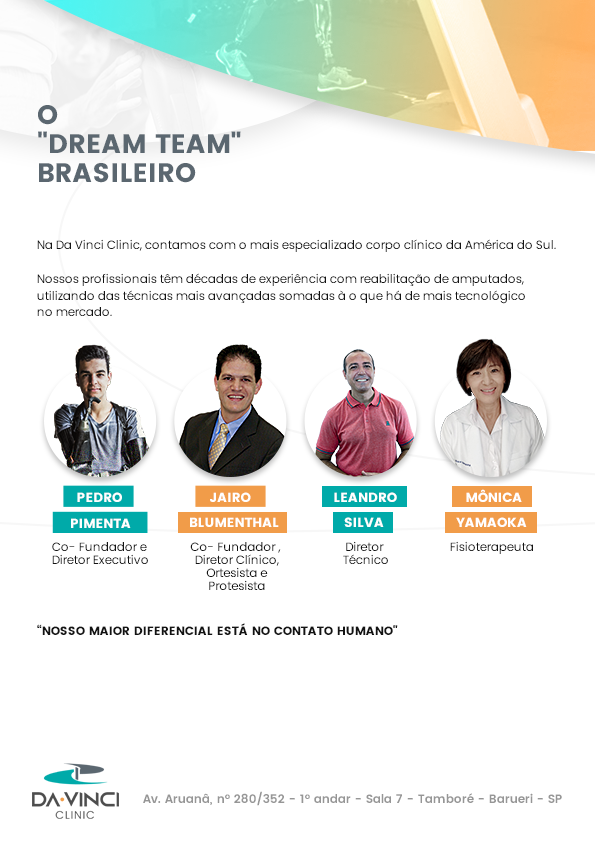 O
"DREAM TEAM"
BRASILEIRO
Na Da Vinci Clinic, contamos com o mais especializado corpo clínico da América do Sul.
Nossos profissionais têm décadas de experiência com reabilitação de amputados,
utilizando das técnicas mais avançadas somadas à o que há de mais tecnológico
no mercado.
PEDRO
PIMENTA
Co- Fundador e
Diretor Executivo
JAIRO
BLUMENTHAL
Co- Fundador ,
Diretor Clínico,
Ortesista e
Protesista
LEANDRO
SILVA
Diretor
Técnico
MÔNICA
YAMAOKA
Fisioterapeuta
"NOSSO MAIOR DIFERENCIAL ESTÁ NO CONTATO HUMANO"
DA·VINCI
CLINIC
Av. Aruanâ, nº 280/352 - 1º andar - Sala 7 - Tamboré - Barueri - SP